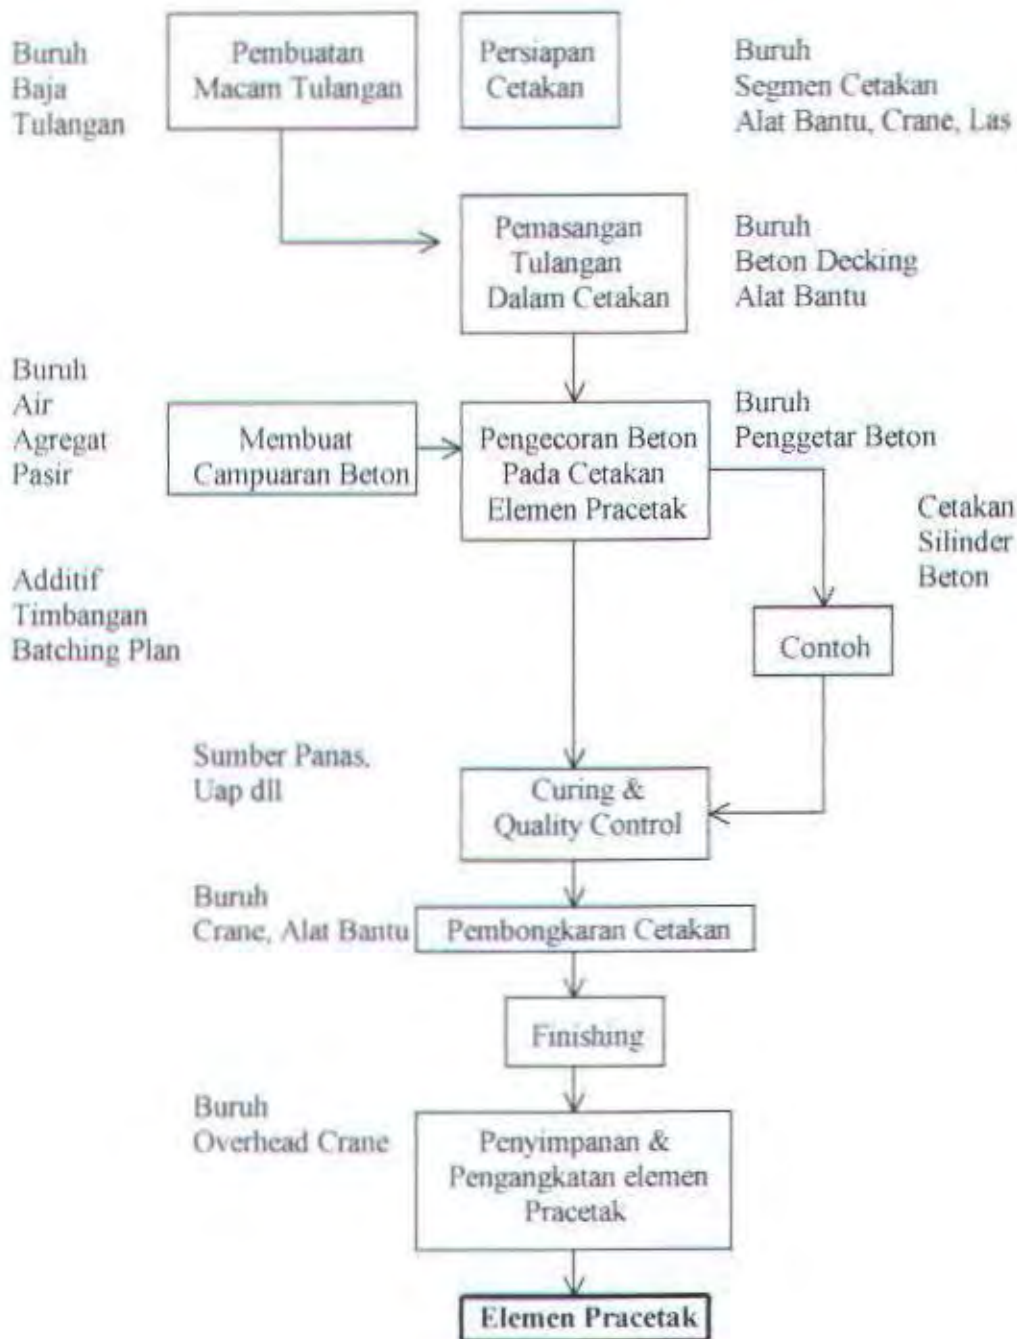 Buruh
Baja
Tulangan
Pembuatan
Macam Tulangan
Persiapan
Cetakan
Buruh
Segmen Cetakan
Alat Bantu, Crane, Las
Pemasangan
Tulangan
Dalam Cetakan
Buruh
Beton Decking
Alat Bantu
Buruh
Air
Agregat
Pasir
Membuat
Campuaran Beton
Pengecoran Beton
Pada Cetakan
Elemen Pracetak
Buruh
Penggetar Beton
Cetakan
Silinder
Beton
Additif
Timbangan
Batching Plan
Contoh
Sumber Panas,
Uap dll
Curing &
Quality Control
Buruh
Crane, Alat Bantu
Pembongkaran Cetakan
Finishing
Buruh
Overhead Crane
Penyimpanan &
Pengangkatan elemen
Pracetak
Elemen Pracetak